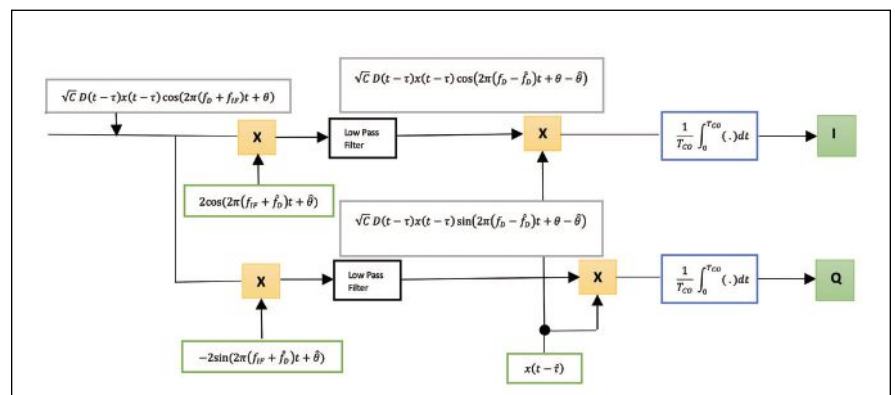 √C D(t − τ)x(t − τ) cos(2π(f_D + f_IF)t + θ)
√C D(t − τ)x(t − τ) cos(2π(f_D − f̂_D)t + θ − θ̂)
X
Low Pass
Filter
X
1/T_CO ∫_0^T_CO (.)dt
I
2cos(2π(f_IF + f̂_D)t + θ̂)
√C D(t − τ)x(t − τ) sin(2π(f_D − f̂_D)t + θ − θ̂)
X
Low Pass
Filter
X
1/T_CO ∫_0^T_CO (.)dt
Q
−2sin(2π(f_IF + f̂_D)t + θ̂)
x(t − τ̂)